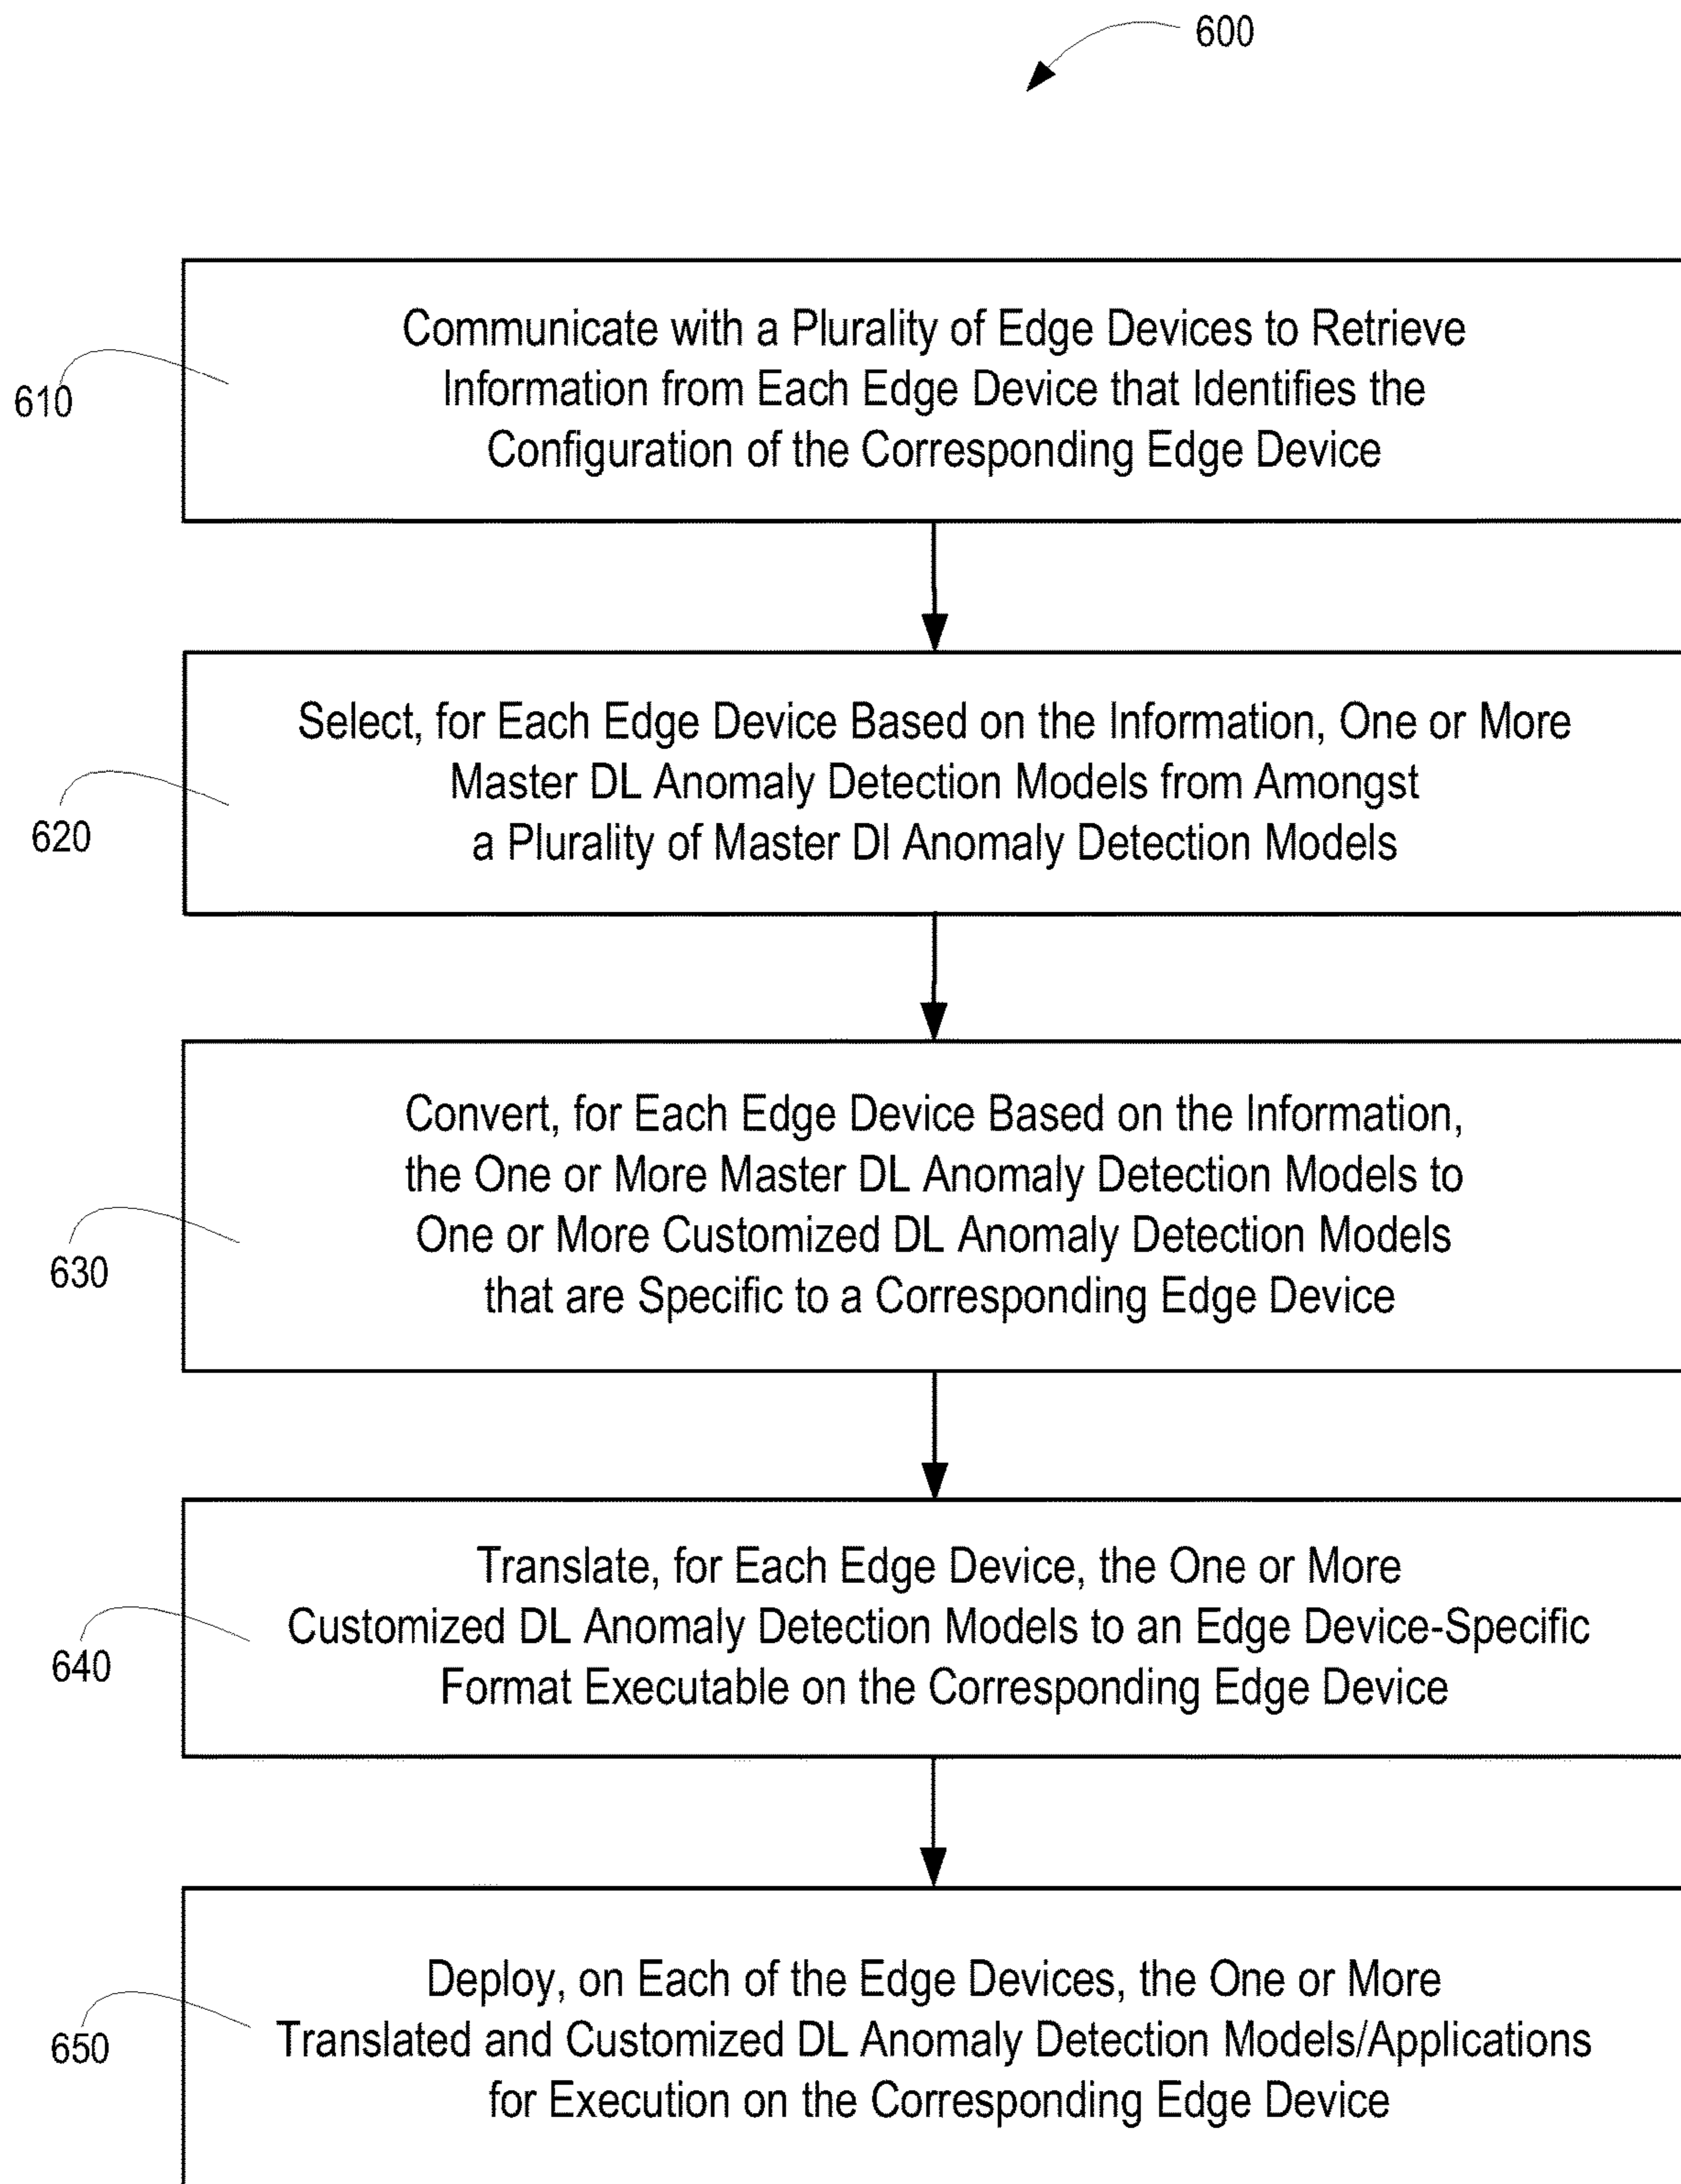 600
610
Communicate with a Plurality of Edge Devices to Retrieve
Information from Each Edge Device that Identifies the
Configuration of the Corresponding Edge Device
620
Select, for Each Edge Device Based on the Information, One or More
Master DL Anomaly Detection Models from Amongst
a Plurality of Master Dl Anomaly Detection Models
630
Convert, for Each Edge Device Based on the Information,
the One or More Master DL Anomaly Detection Models to
One or More Customized DL Anomaly Detection Models
that are Specific to a Corresponding Edge Device
640
Translate, for Each Edge Device, the One or More
Customized DL Anomaly Detection Models to an Edge Device-Specific
Format Executable on the Corresponding Edge Device
650
Deploy, on Each of the Edge Devices, the One or More
Translated and Customized DL Anomaly Detection Models/Applications
for Execution on the Corresponding Edge Device